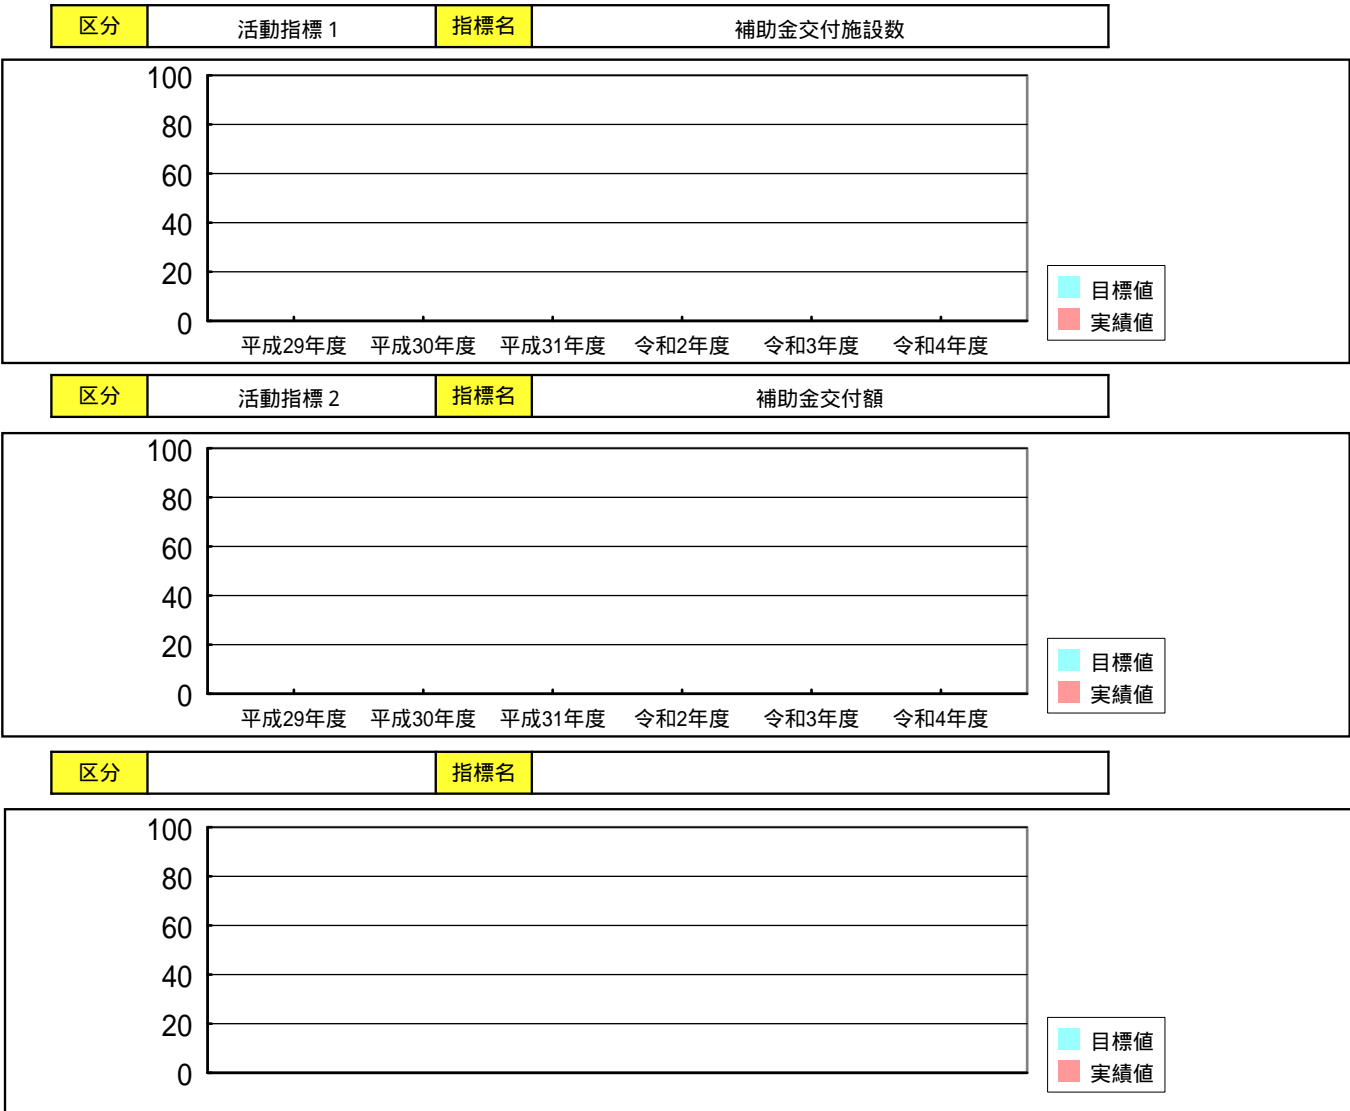 区分 活動指標１ 指標名 補助金交付施設数
100
80
60
40
20
0
平成29年度 平成30年度 平成31年度 令和2年度 令和3年度 令和4年度
目標値
実績値
区分 活動指標２ 指標名 補助金交付額
100
80
60
40
20
0
平成29年度 平成30年度 平成31年度 令和2年度 令和3年度 令和4年度
目標値
実績値
区分 指標名
100
80
60
40
20
0
目標値
実績値